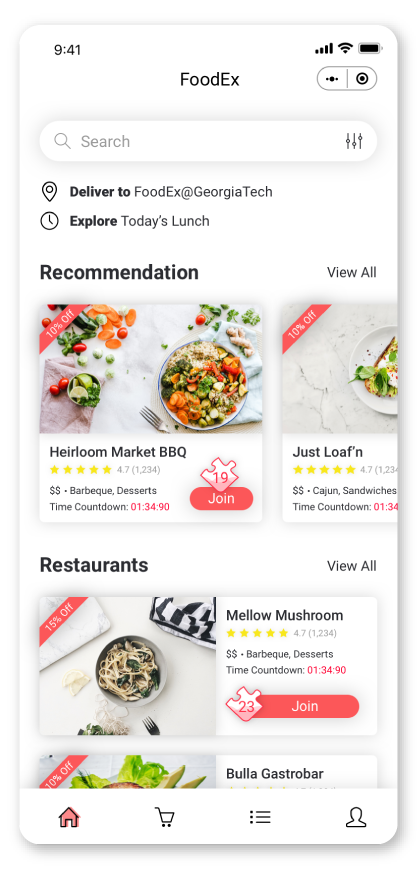 9:41
FoodEx
Search
Deliver to FoodEx@GeorgiaTech
Explore Today's Lunch
Recommendation View All
10% Off
Heirloom Market BBQ
4.7 (1,234)
$$ • Barbeque, Desserts
Time Countdown: 01:34:90
19
Join
10% Off
Just Loaf'n
4.7 (1,234
$$ • Cajun, Sandwiches
Time Countdown: 01:34
Restaurants View All
15% Off
Mellow Mushroom
4.7 (1,234)
$$ • Barbeque, Desserts
Time Countdown: 01:34:90
23 Join
10% Off
Bulla Gastrobar